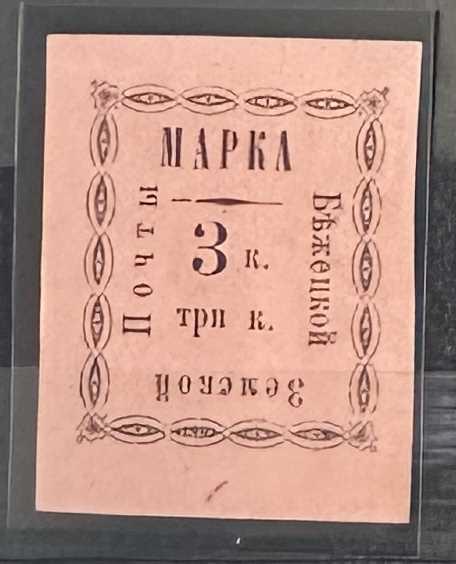 МАРКА
Бѣжецкой
Земской
Почты
3 к.
три к.